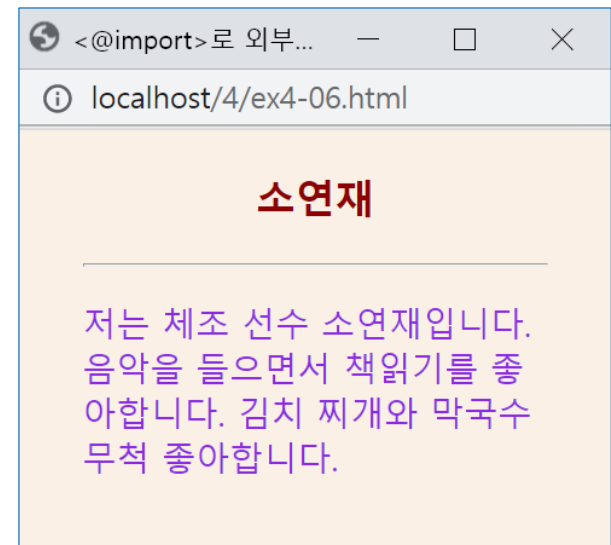 <@import>로 외부...
localhost/4/ex4-06.html
소연재
저는 체조 선수 소연재입니다.
음악을 들으면서 책읽기를 좋
아합니다. 김치 찌개와 막국수
무척 좋아합니다.